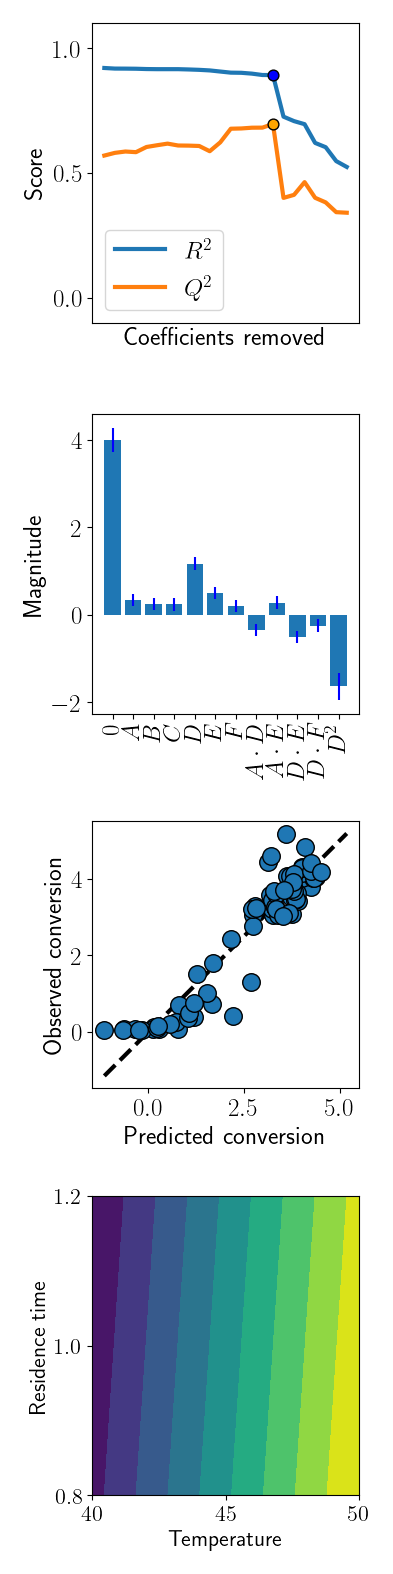 1.0
0.5
0.0
Score
R²
Q²
Coefficients removed
4
2
0
−2
Magnitude
0
A
B
C
D
E
F
A · D
A · E
D · E
D · F
D²
4
2
0
Observed conversion
0.0 2.5 5.0
Predicted conversion
1.2
1.0
0.8
Residence time
40 45 50
Temperature